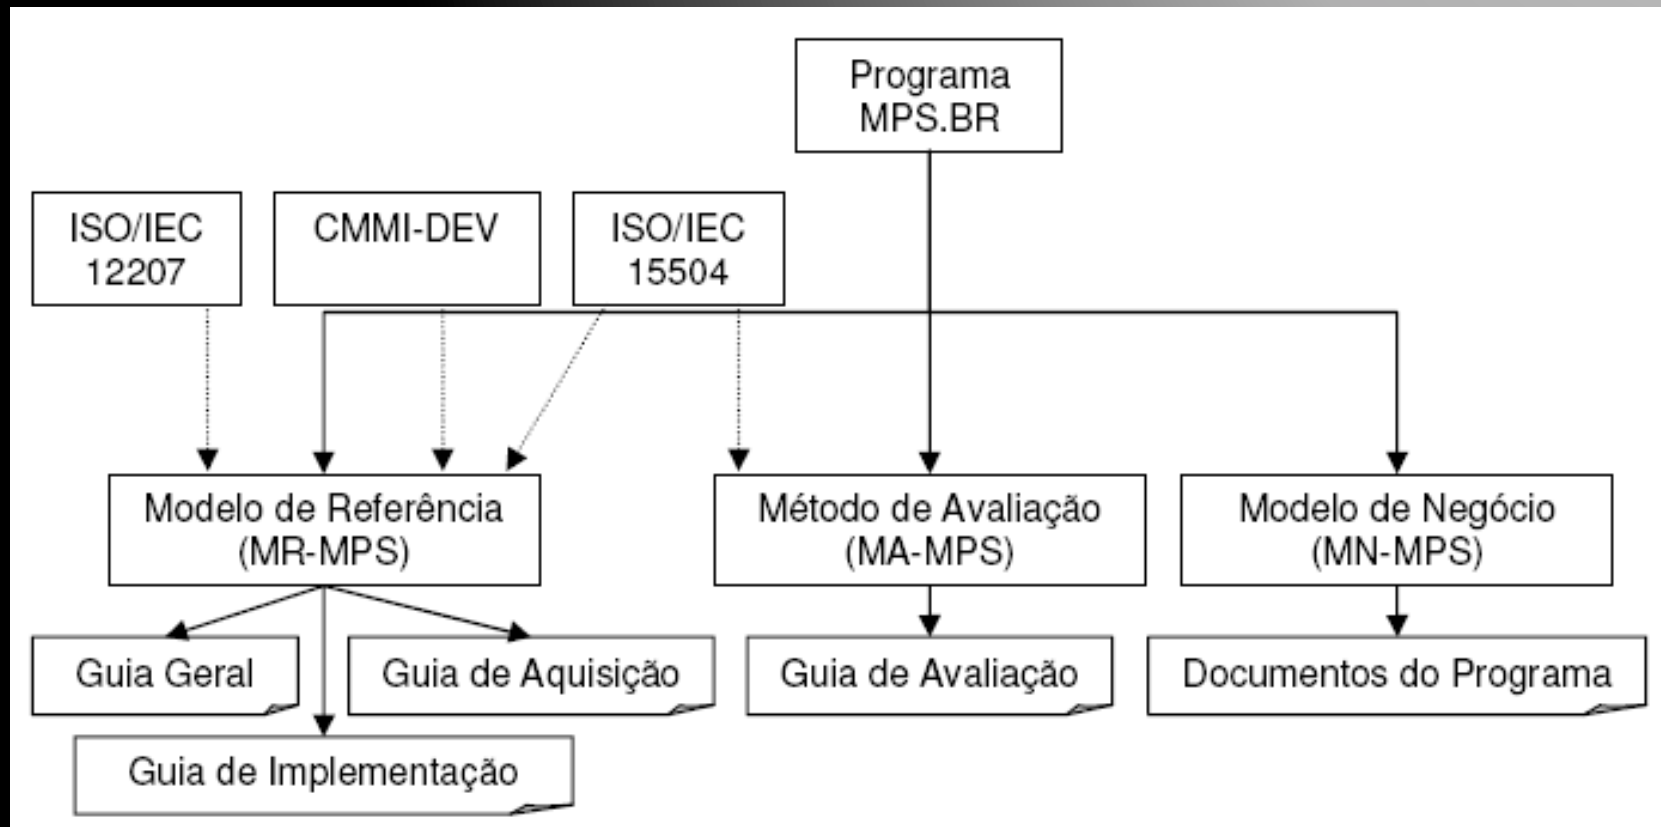 Programa
MPS.BR
ISO/IEC
12207
CMMI-DEV
ISO/IEC
15504
Modelo de Referência
(MR-MPS)
Método de Avaliação
(MA-MPS)
Modelo de Negócio
(MN-MPS)
Guia Geral
Guia de Aquisição
Guia de Avaliação
Documentos do Programa
Guia de Implementação